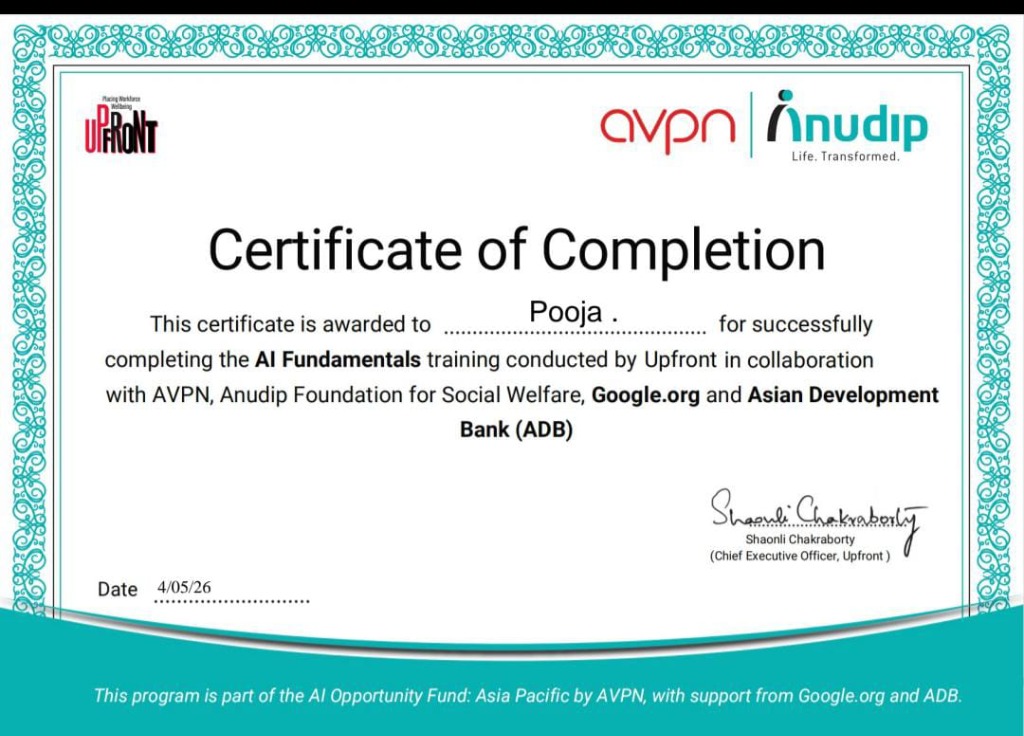 Placing Workforce
Wellbeing
UPFRONT
avpn
Anudip
Life. Transformed.
Certificate of Completion
This certificate is awarded to ........ Pooja . ........ for successfully
completing the AI Fundamentals training conducted by Upfront in collaboration
with AVPN, Anudip Foundation for Social Welfare, Google.org and Asian Development
Bank (ADB)
Shaonli Chakraborty
Shaonli Chakraborty
(Chief Executive Officer, Upfront )
Date 4/05/26
This program is part of the AI Opportunity Fund: Asia Pacific by AVPN, with support from Google.org and ADB.